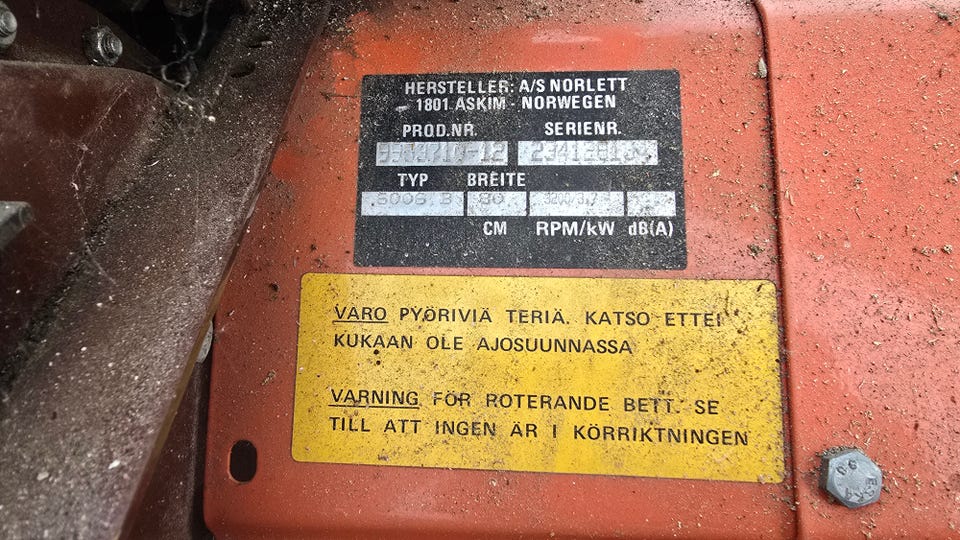 HERSTELLER: A/S NORLETT
1801 ASKIM - NORWEGEN
PROD.NR. SERIENR.
TYP BREITE
80
CM RPM/kW dB(A)
VARO PYÖRIVIÄ TERIÄ. KATSO ETTEI
KUKAAN OLE AJOSUUNNASSA
VARNING FÖR ROTERANDE BETT. SE
TILL ATT INGEN ÄR I KÖRRIKTNINGEN